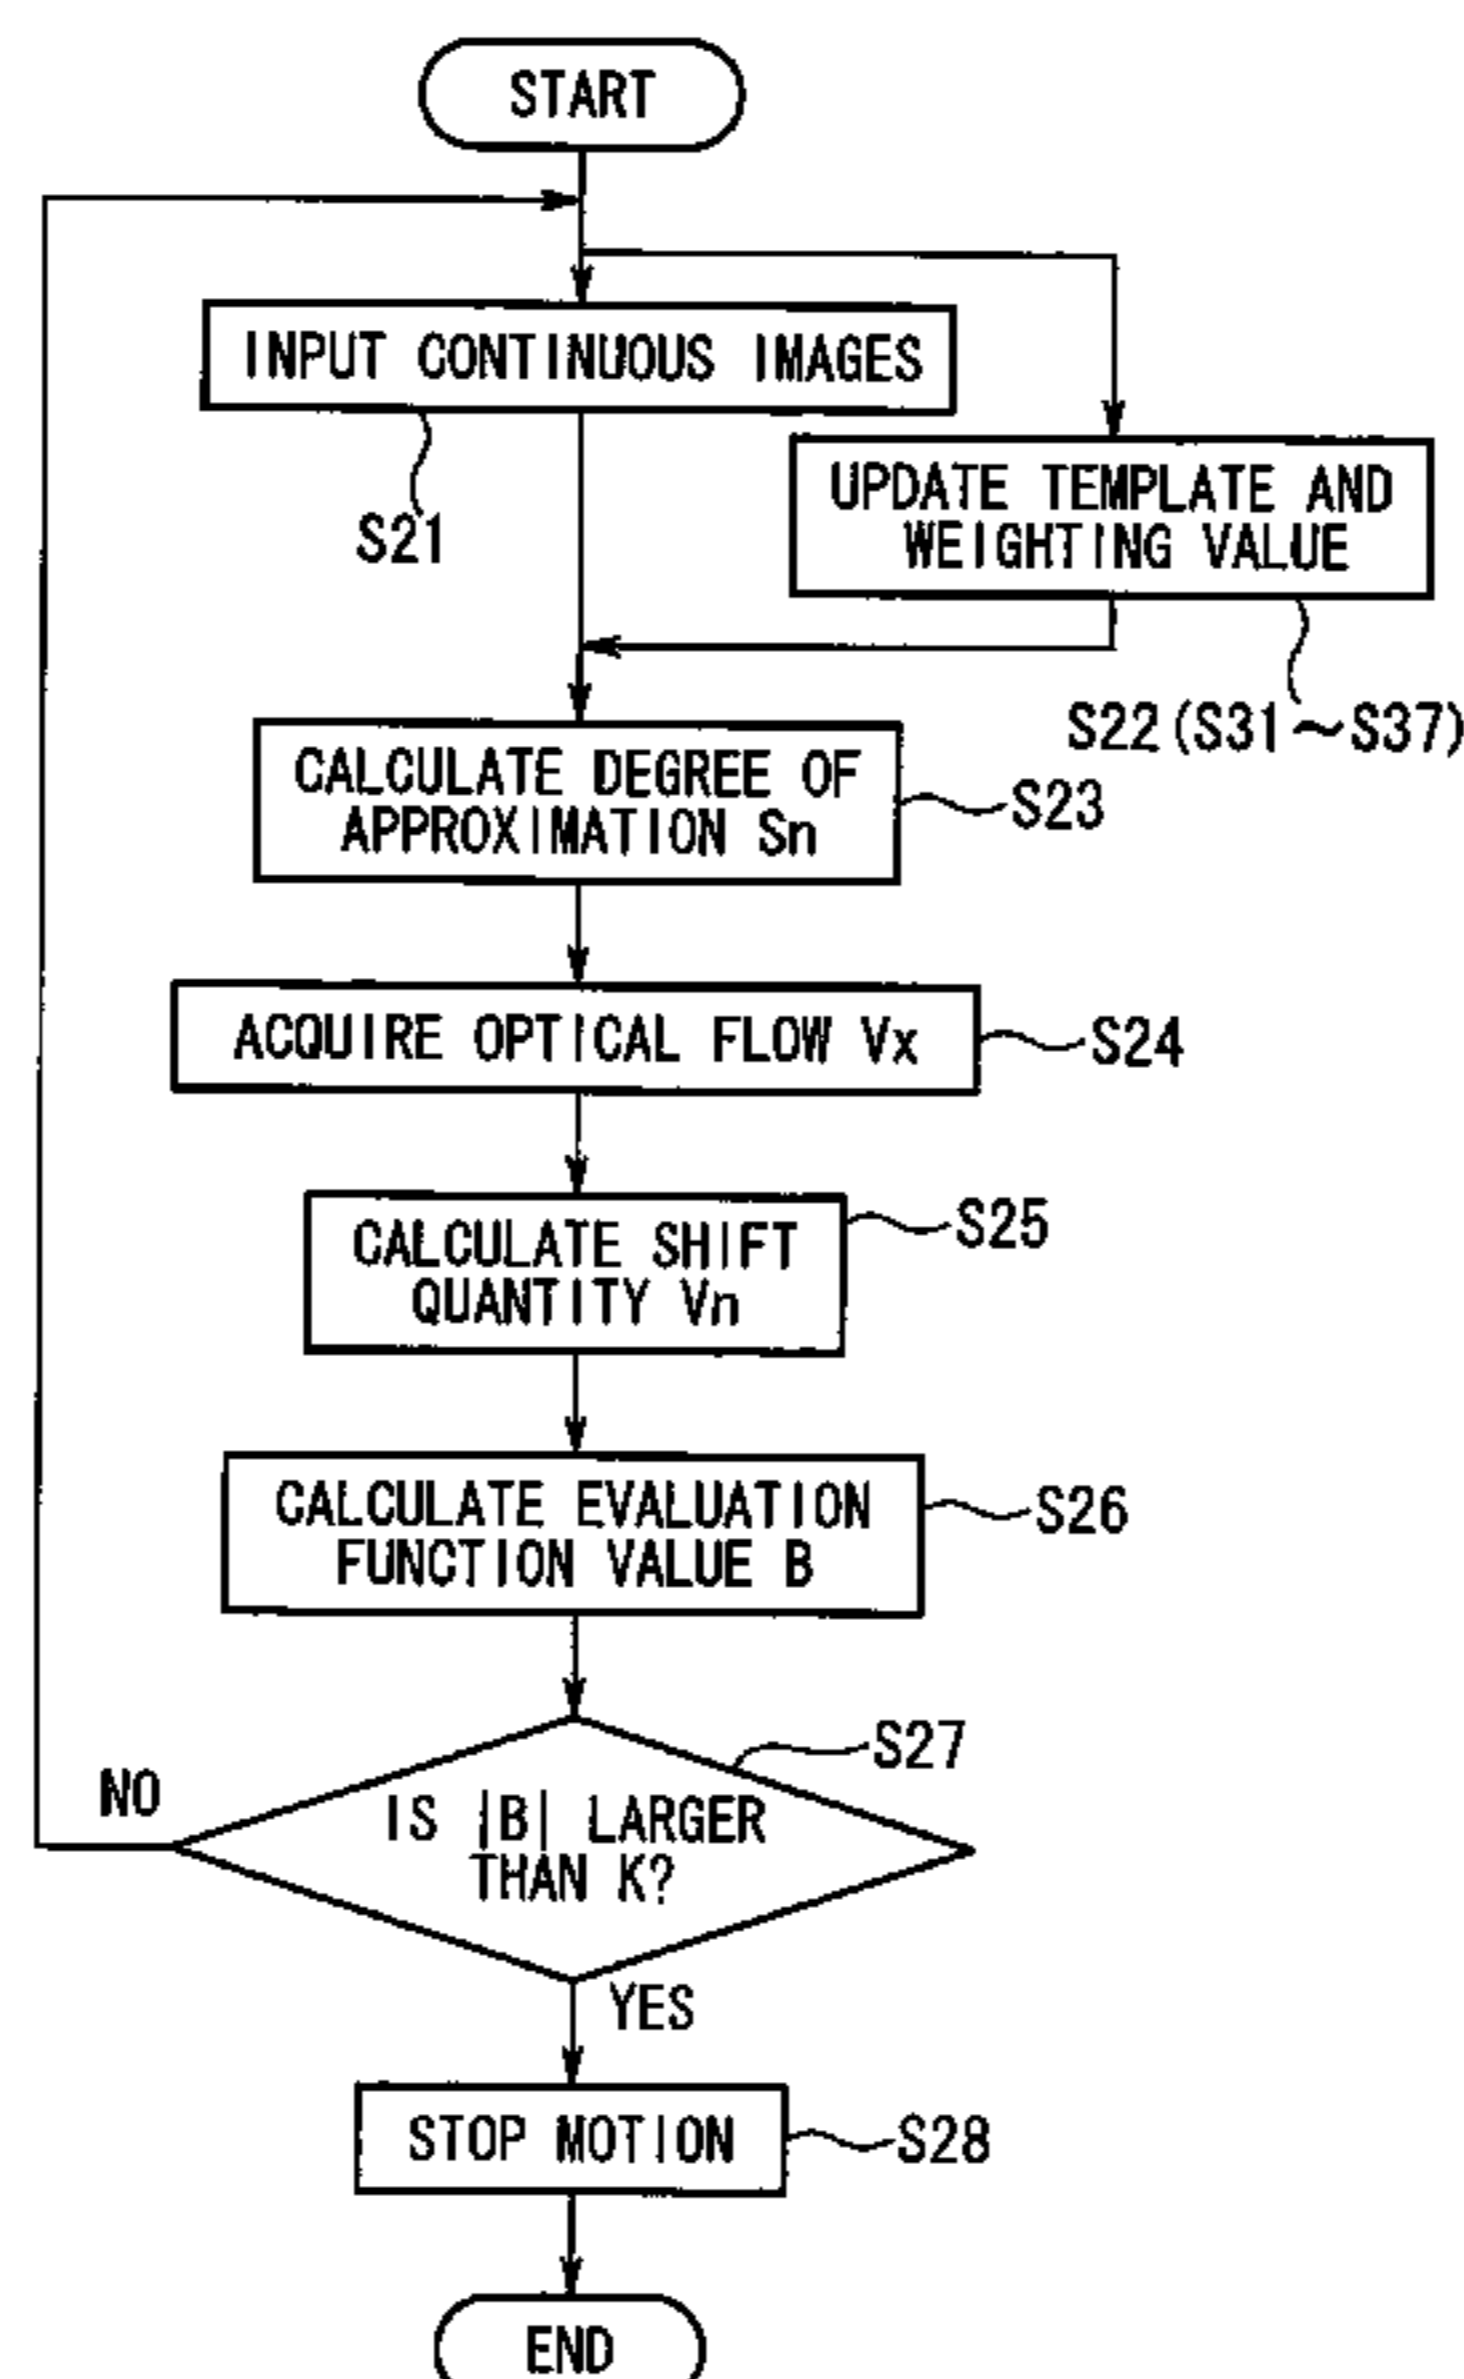 START
INPUT CONTINUOUS IMAGES
S21
UPDATE TEMPLATE AND
WEIGHTING VALUE
S22(S31~S37)
CALCULATE DEGREE OF
APPROXIMATION Sn
S23
ACQUIRE OPTICAL FLOW Vx
S24
CALCULATE SHIFT
QUANTITY Vn
S25
CALCULATE EVALUATION
FUNCTION VALUE B
S26
S27
NO
IS |B| LARGER
THAN K?
YES
STOP MOTION
S28
END